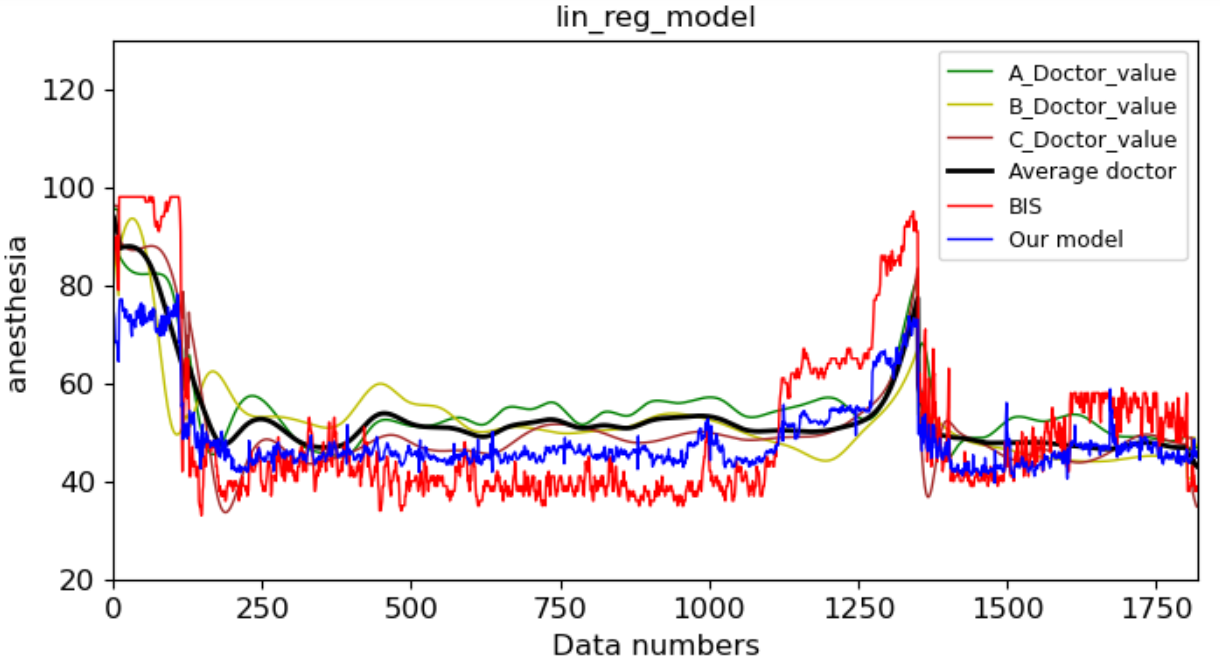 lin_reg_model
120
100
80
60
40
20
anesthesia
0 250 500 750 1000 1250 1500 1750
Data numbers
A_Doctor_value
B_Doctor_value
C_Doctor_value
Average doctor
BIS
Our model